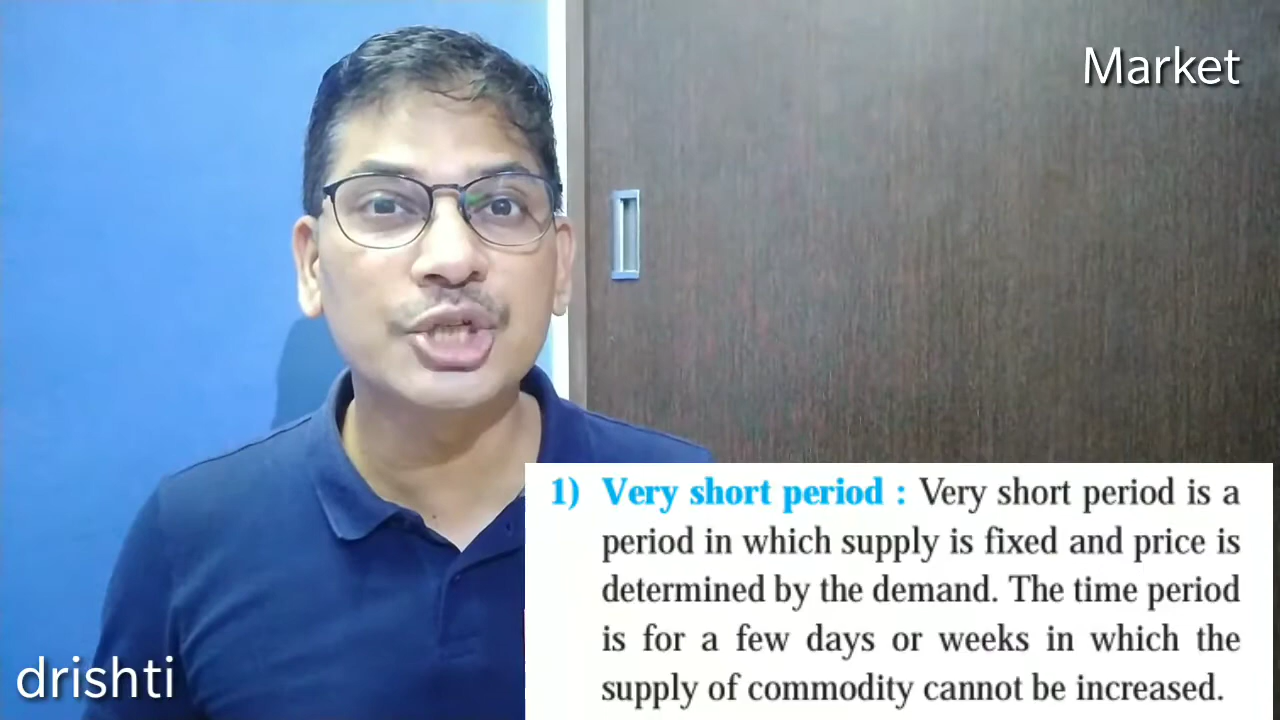 Market
1) Very short period : Very short period is a
period in which supply is fixed and price is
determined by the demand. The time period
is for a few days or weeks in which the
supply of commodity cannot be increased.
drishti